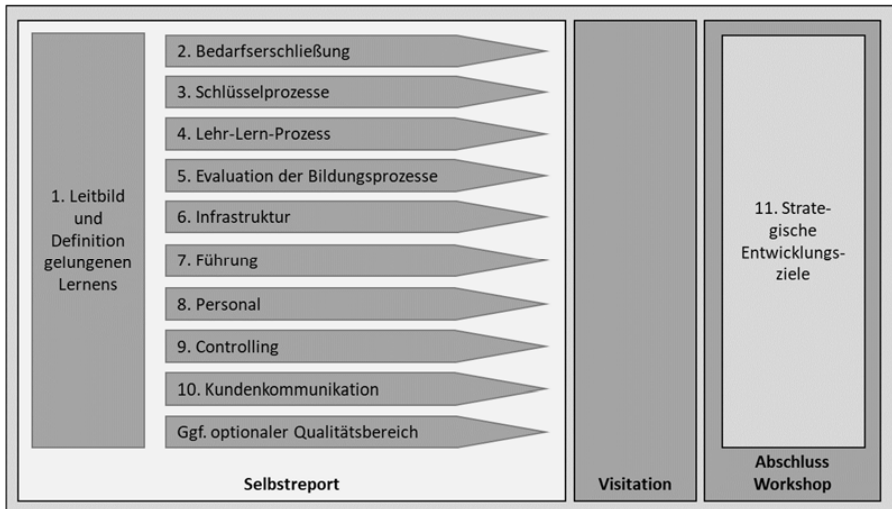 1. Leitbild
und
Definition
gelungenen
Lernens
2. Bedarfserschließung
3. Schlüsselprozesse
4. Lehr-Lern-Prozess
5. Evaluation der Bildungsprozesse
6. Infrastruktur
7. Führung
8. Personal
9. Controlling
10. Kundenkommunikation
Ggf. optionaler Qualitätsbereich
Selbstreport
Visitation
11. Strate-
gische
Entwicklungs-
ziele
Abschluss
Workshop